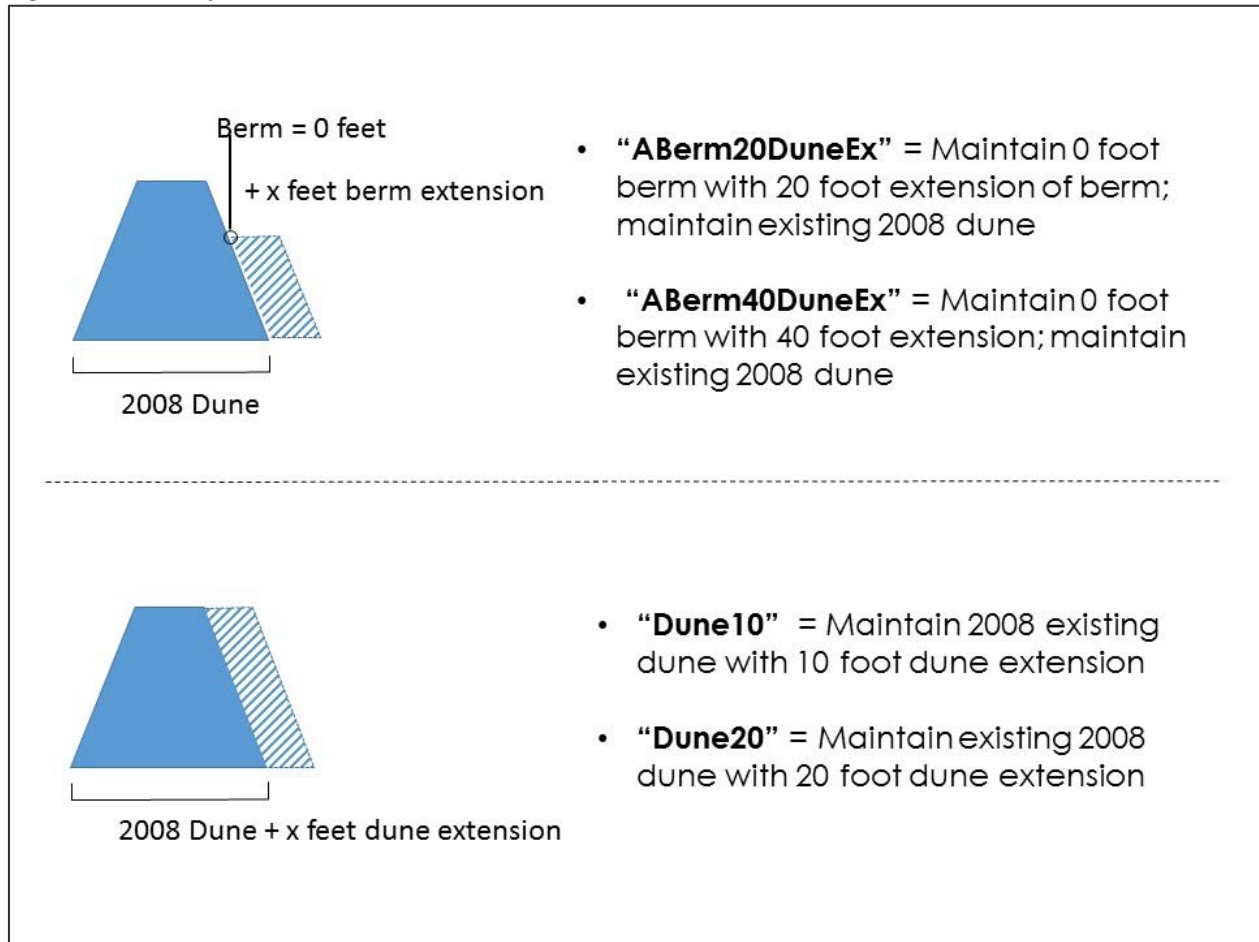 Berm = 0 feet
+ x feet berm extension
2008 Dune
• “ABerm20DuneEx” = Maintain 0 foot
berm with 20 foot extension of berm;
maintain existing 2008 dune
• “ABerm40DuneEx” = Maintain 0 foot
berm with 40 foot extension; maintain
existing 2008 dune
2008 Dune + x feet dune extension
• “Dune10” = Maintain 2008 existing
dune with 10 foot dune extension
• “Dune20” = Maintain existing 2008
dune with 20 foot dune extension